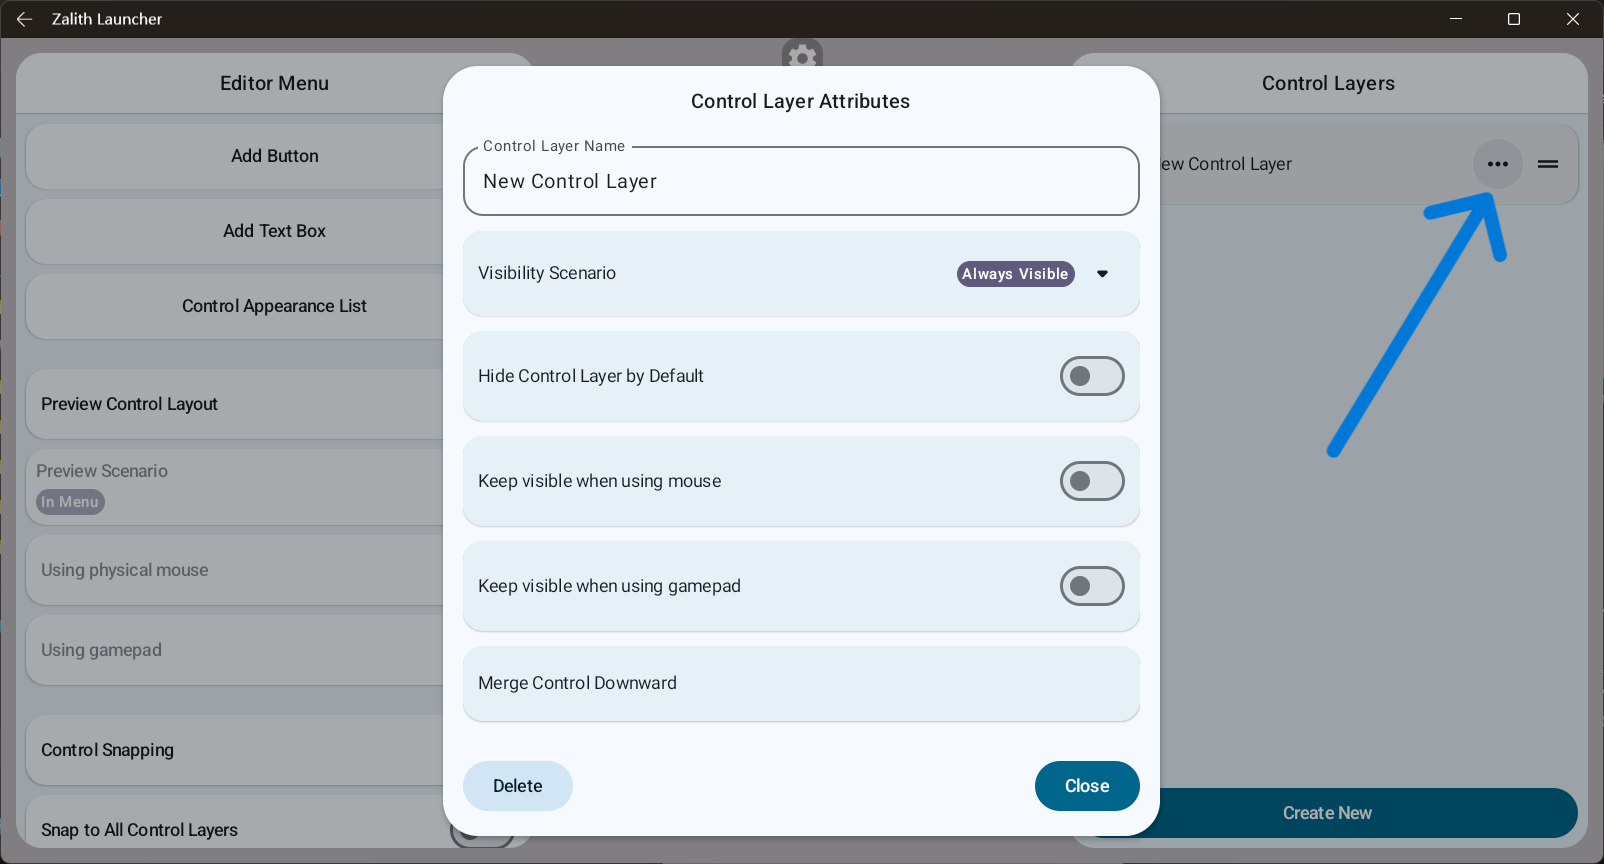 Zalith Launcher
Editor Menu
Add Button
Add Text Box
Control Appearance List
Preview Control Layout
Preview Scenario
In Menu
Using physical mouse
Using gamepad
Control Snapping
Snap to All Control Layers
Control Layer Attributes
Control Layer Name
New Control Layer
Visibility Scenario
Always Visible
Hide Control Layer by Default
Keep visible when using mouse
Keep visible when using gamepad
Merge Control Downward
Delete
Close
Control Layers
ew Control Layer
Create New